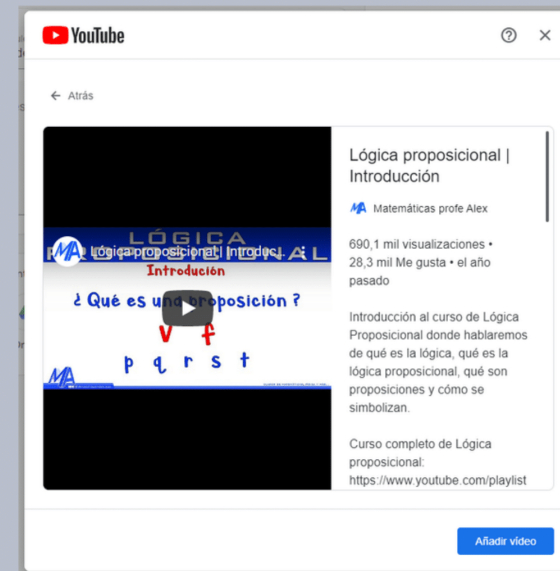 YouTube
Atrás
LÓGICA
PROPOSICIONAL
Lógica proposicional | Introduc...
Introdución
¿ Qué es una proposición ?
v f
p q r s t
MA
Lógica proposicional |
Introducción
MA Matemáticas profe Alex
690,1 mil visualizaciones •
28,3 mil Me gusta • el año
pasado
Introducción al curso de Lógica
Proposicional donde hablaremos
de qué es la lógica, qué es la
lógica proposicional, qué son
proposiciones y cómo se
simbolizan.
Curso completo de Lógica
proposicional:
https://www.youtube.com/playlist
Añadir vídeo